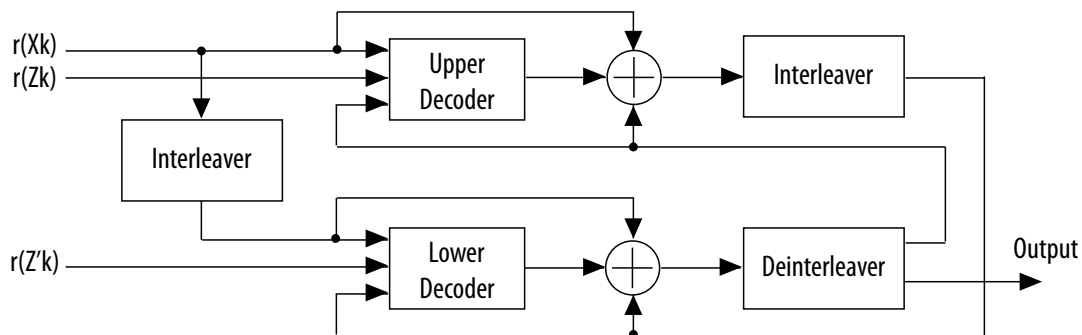 r(Xk)
r(Zk)
Upper
Decoder
Interleaver
Interleaver
r(Z'k)
Lower
Decoder
Deinterleaver
Output